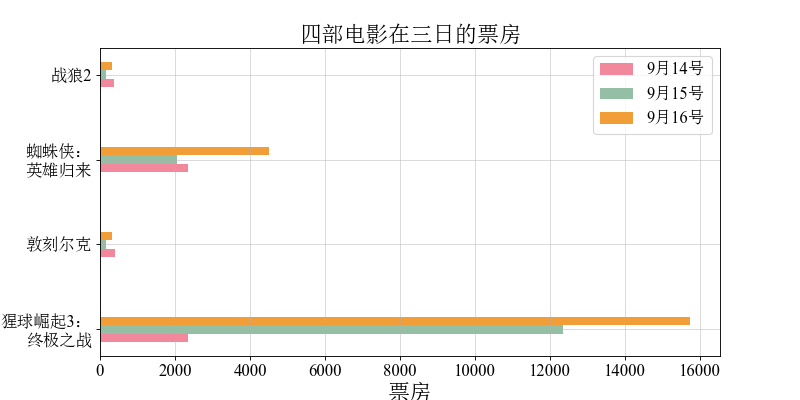 四部电影在三日的票房
战狼2
蜘蛛侠：
英雄归来
敦刻尔克
猩球崛起3：
终极之战
9月14号
9月15号
9月16号
0 2000 4000 6000 8000 10000 12000 14000 16000
票房